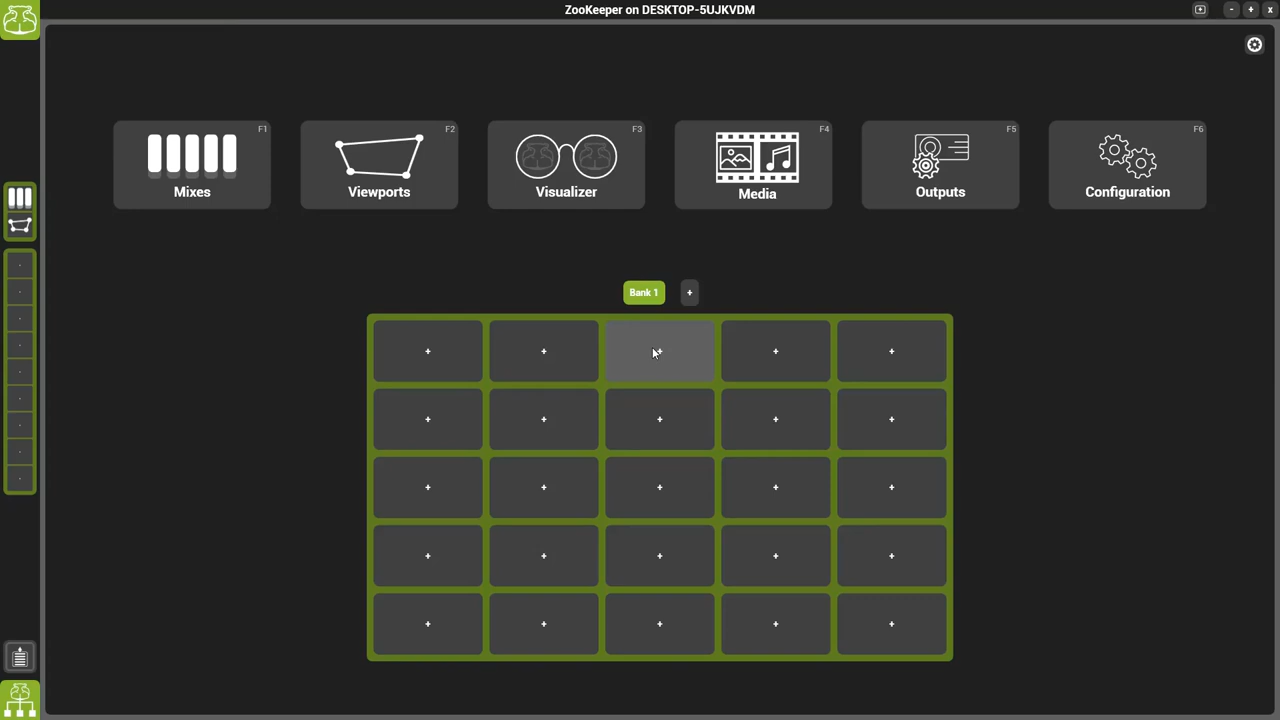 ZooKeeper on DESKTOP-5UJKVDM
- + x
F1 F2 F3 F4 F5 F6
Mixes Viewports Visualizer Media Outputs Configuration
Bank 1 +
+ + + + +
+ + + + +
+ + + + +
+ + + + +
+ + + + +